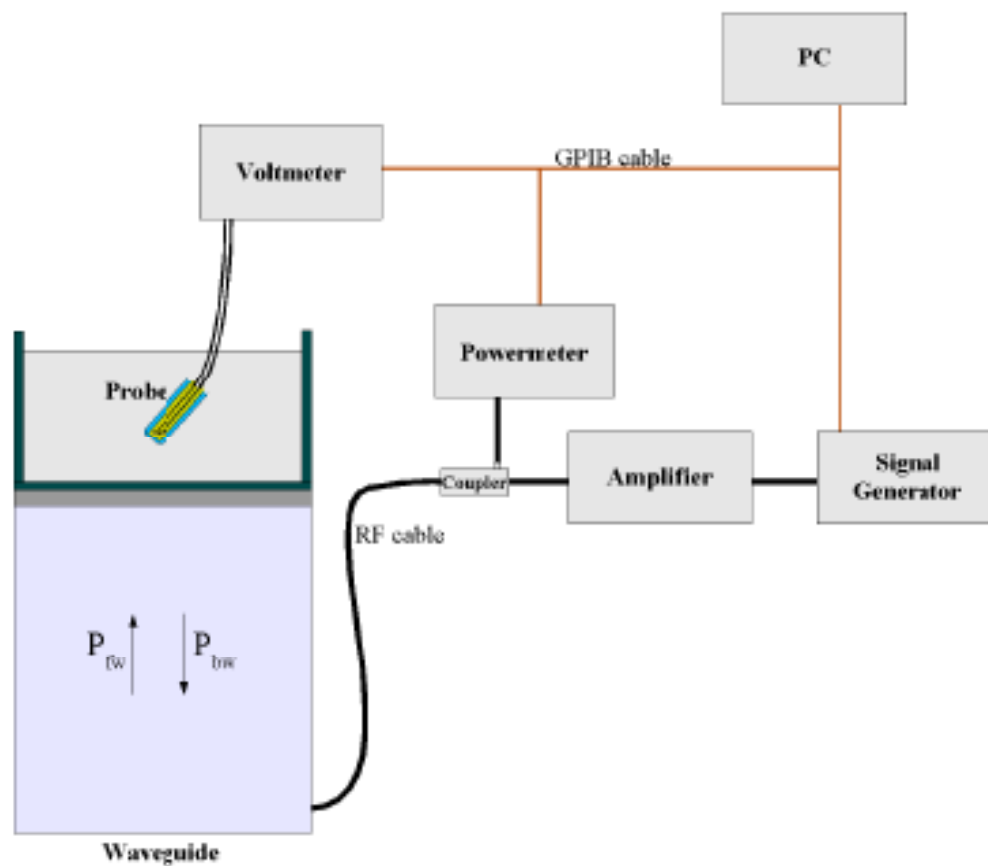 PC
Voltmeter
GPIB cable
Powermeter
Probe
Coupler
Amplifier
Signal
Generator
RF cable
P fw
P bw
Waveguide